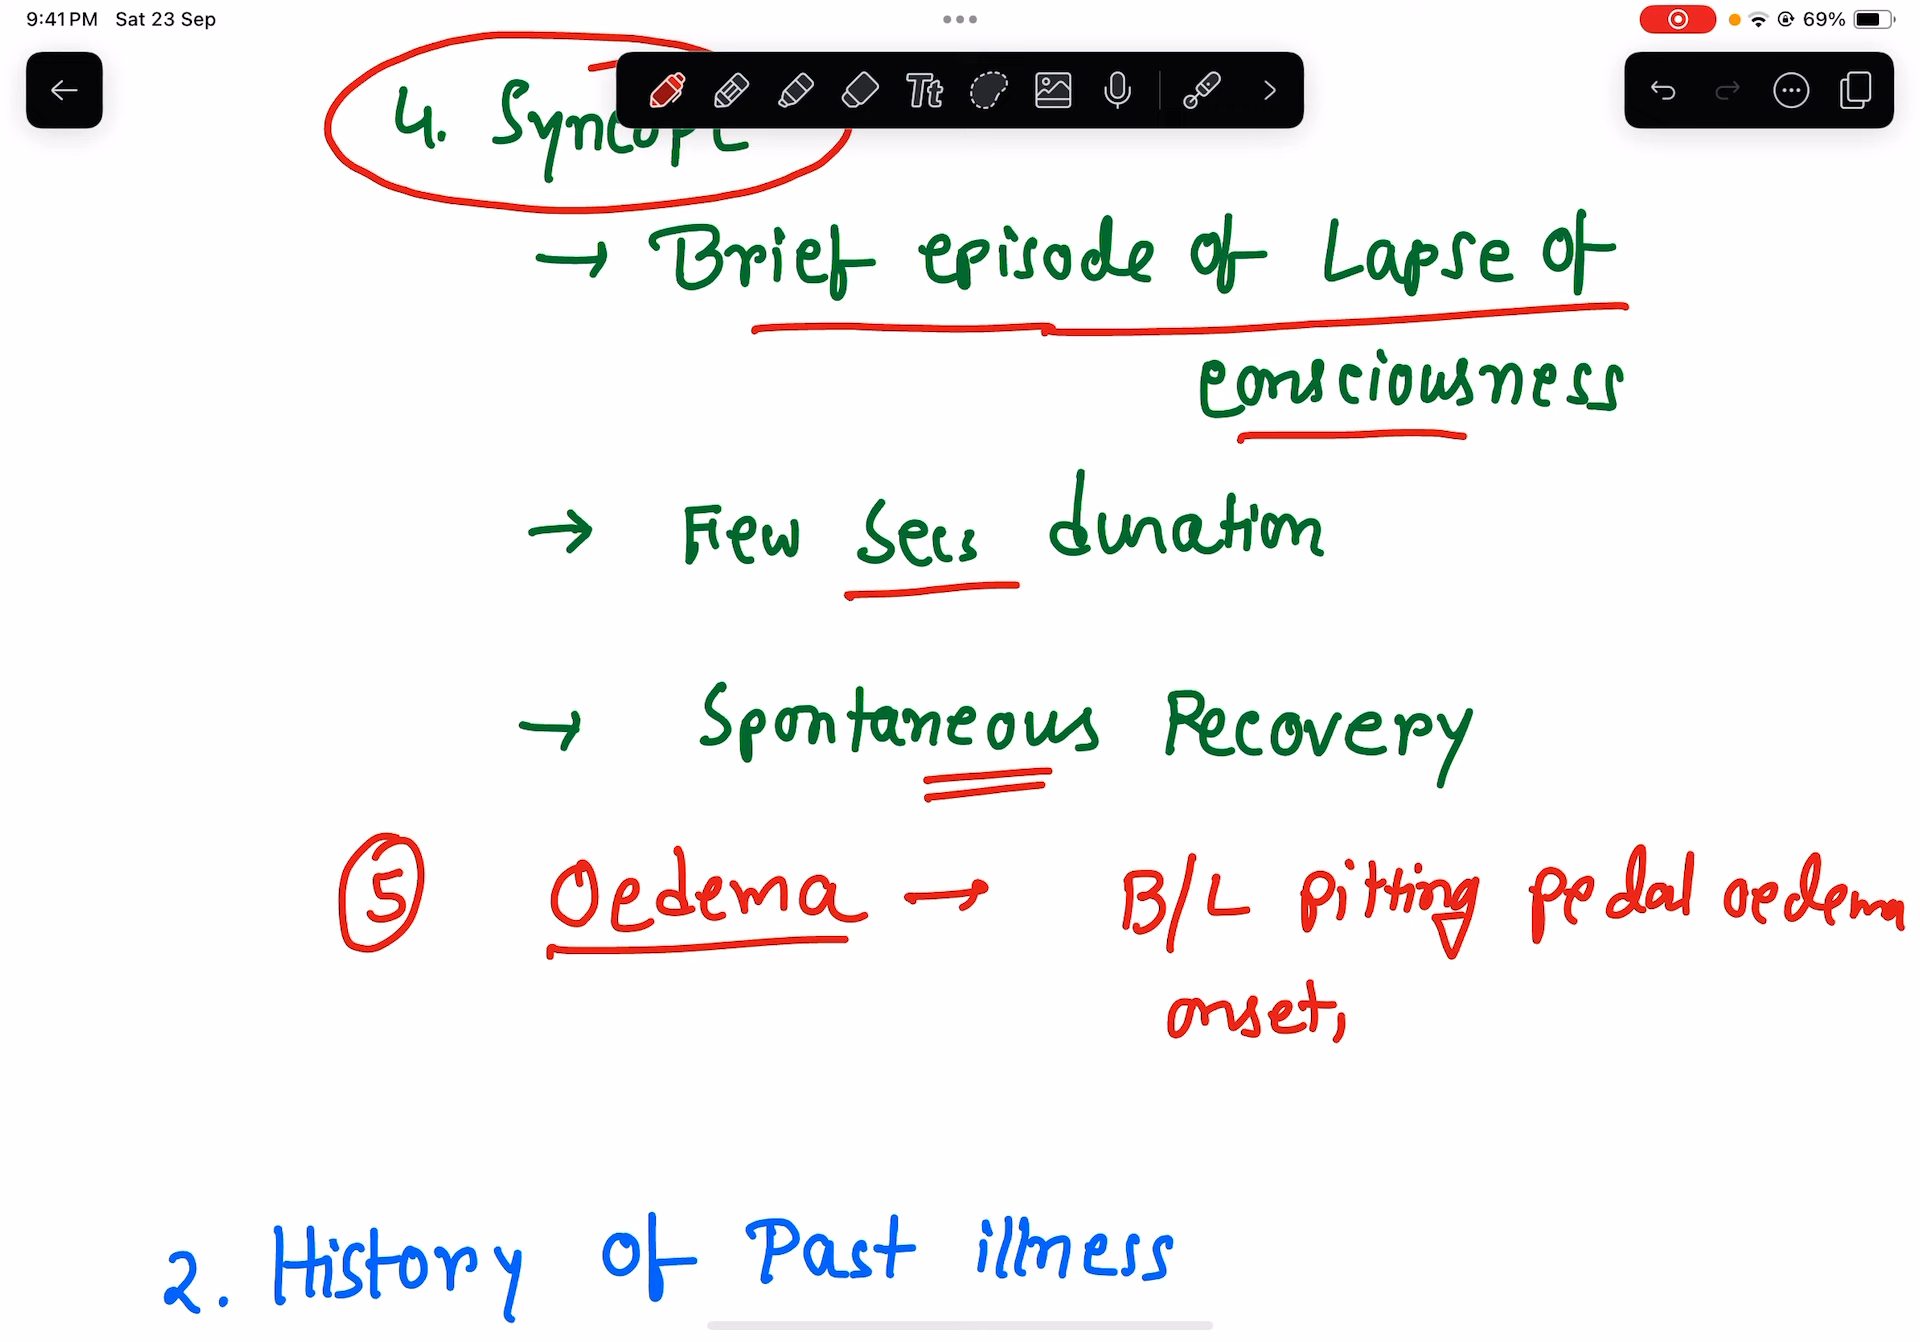 9:41 PM Sat 23 Sep
69%
Tt
4. Syncope
→ Brief episode of Lapse of
consciousness
→ Few Secs duration
→ Spontaneous Recovery
5 Oedema → B/L pitting pedal oedema
onset,
2. History of Past illness